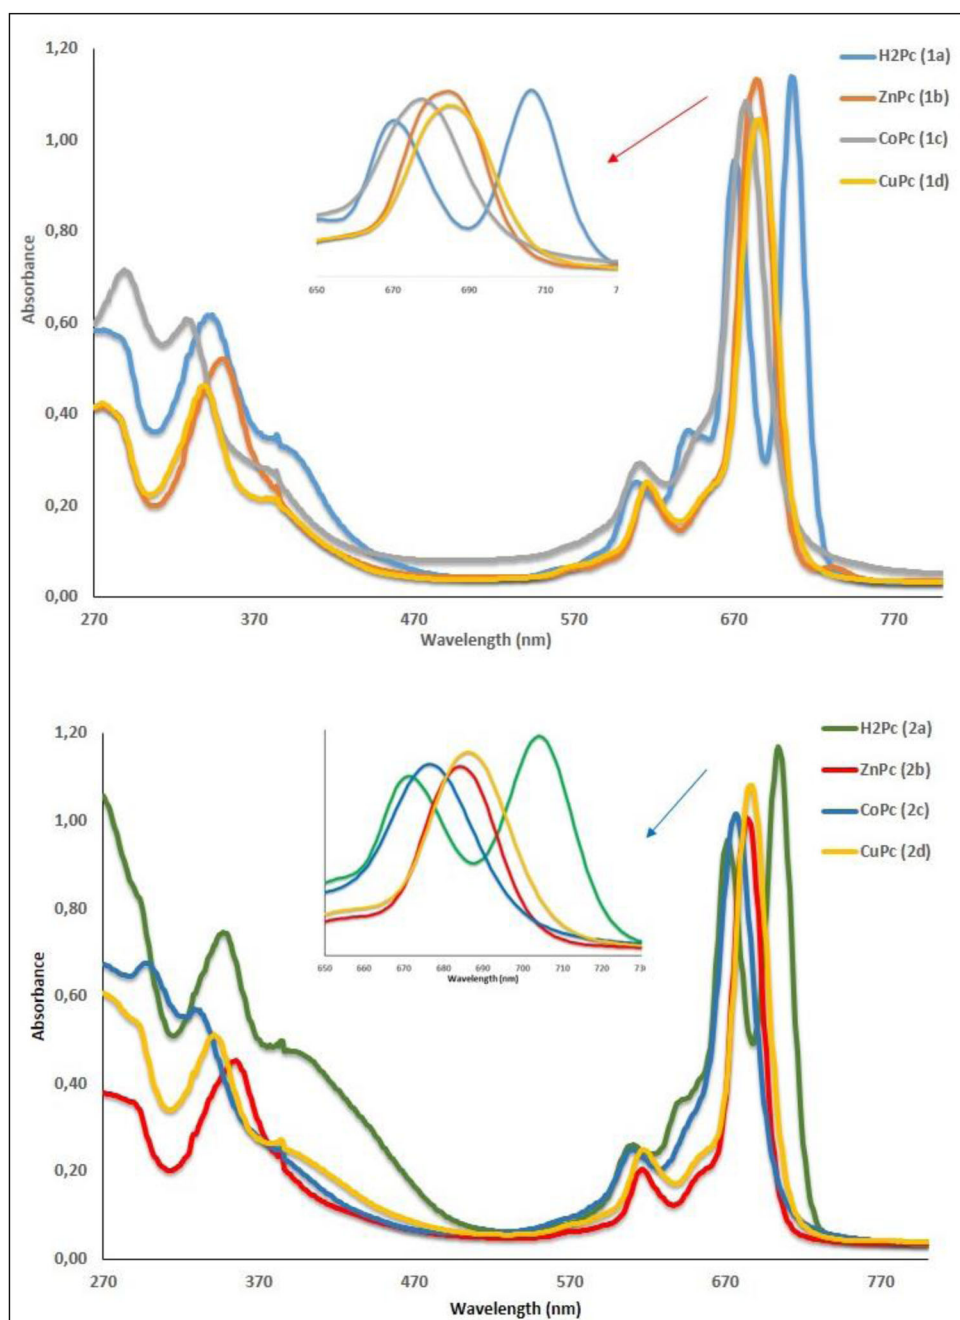 1,20
H2Pc (1a)
ZnPc (1b)
1,00
CoPc (1c)
CuPc (1d)
0,80
650 670 690 710 7
Absorbance
0,60
0,40
0,20
0,00
270 370 470 570 670 770
Wavelength (nm)
1,20
H2Pc (2a)
ZnPc (2b)
1,00
CoPc (2c)
CuPc (2d)
0,80
650 660 670 680 690 700 710 720 73
Wavelength (nm)
Absorbance
0,60
0,40
0,20
0,00
270 370 470 570 670 770
Wavelength (nm)